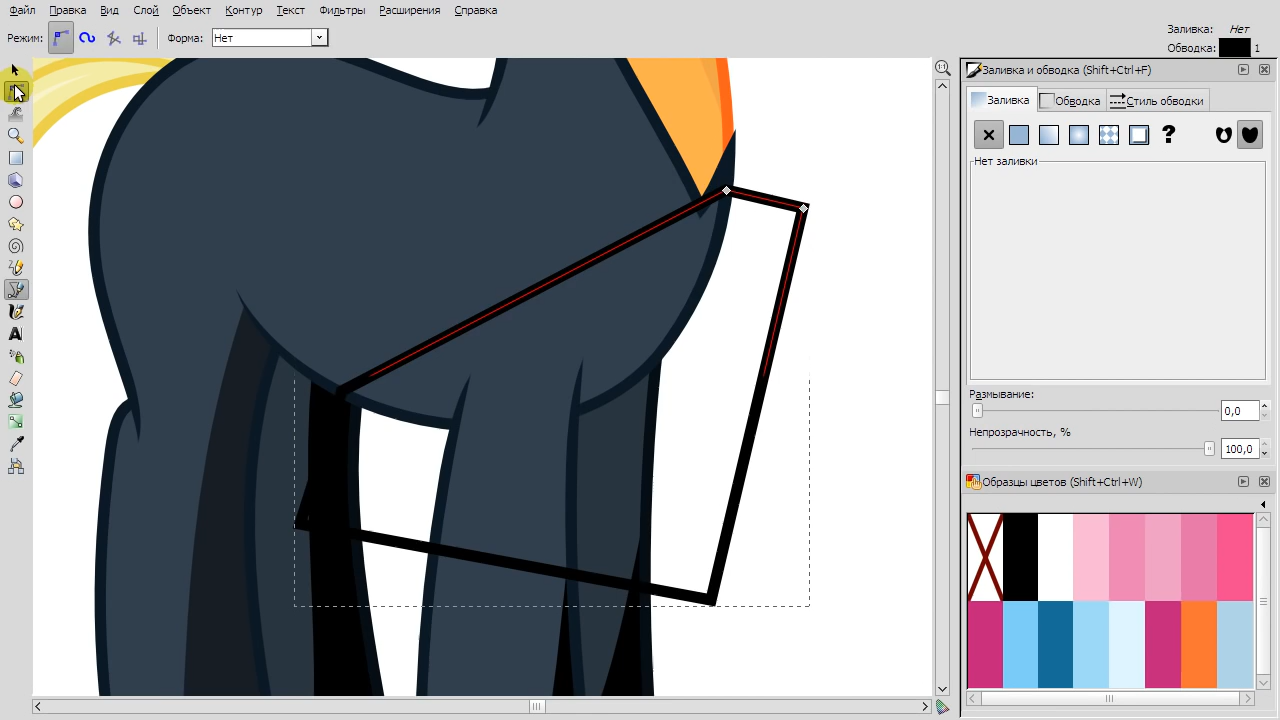 Файл Правка Вид Слой Объект Контур Текст Фильтры Расширения Справка
Режим: Форма: Нет
Заливка: Нет
Обводка: 1
Заливка и обводка (Shift+Ctrl+F)
Заливка Обводка Стиль обводки
?
Нет заливки
Размывание:
0,0
Непрозрачность, %
100,0
Образцы цветов (Shift+Ctrl+W)
A